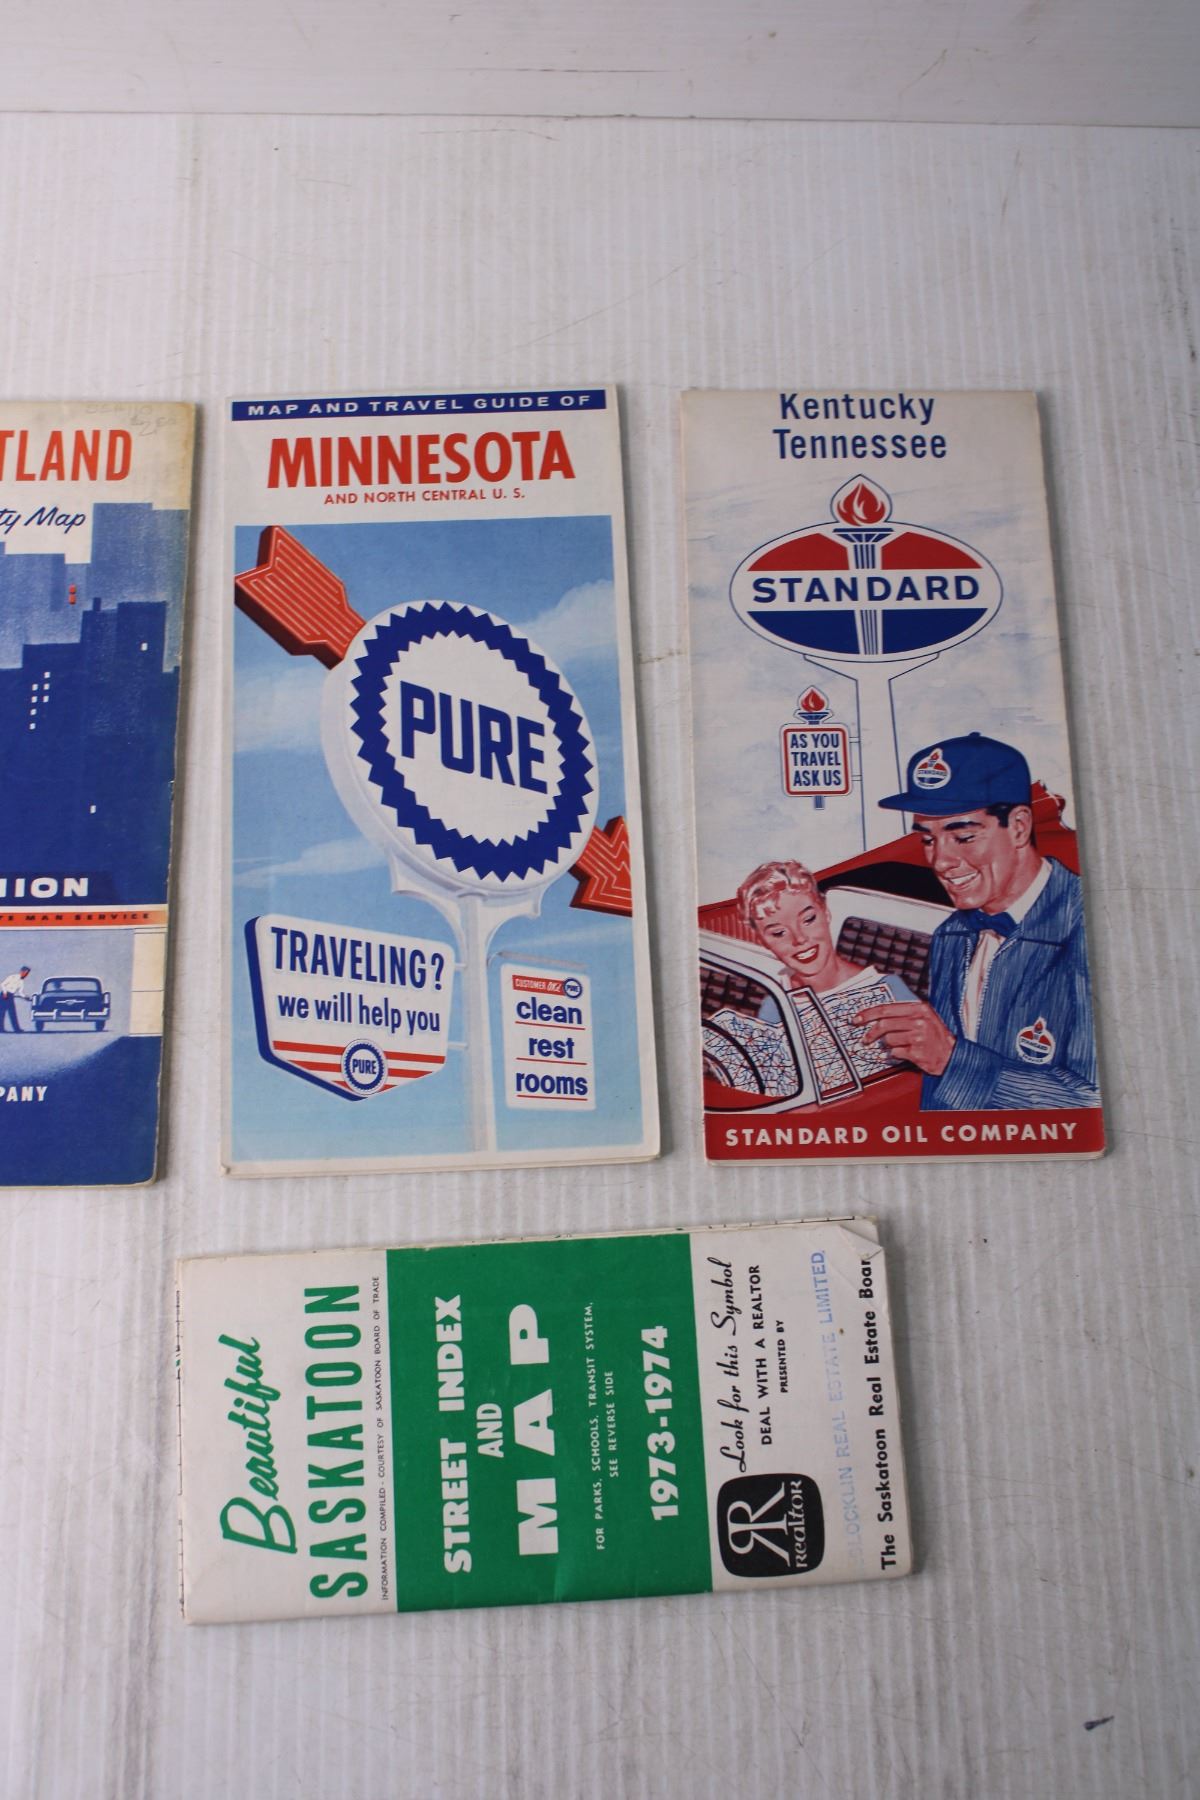 TLAND
ty Map
NION
TE MAN SERVICE
PANY
MAP AND TRAVEL GUIDE OF
MINNESOTA
AND NORTH CENTRAL U. S.
PURE
TRAVELING?
we will help you
PURE
CUSTOMER
PURE
clean
rest
rooms
Kentucky
Tennessee
STANDARD
AS YOU
TRAVEL
ASK US
STANDARD
STANDARD
STANDARD OIL COMPANY
Beautiful
SASKATOON
INFORMATION COMPILED - COURTESY OF SASKATOON BOARD OF TRADE
STREET INDEX
AND
MAP
FOR PARKS, SCHOOLS, TRANSIT SYSTEM,
SEE REVERSE SIDE
1973-1974
Look for this Symbol
DEAL WITH A REALTOR
PRESENTED BY
R
REALTOR
REAL ESTATE LIMITED
The Saskatoon Real Estate Boar